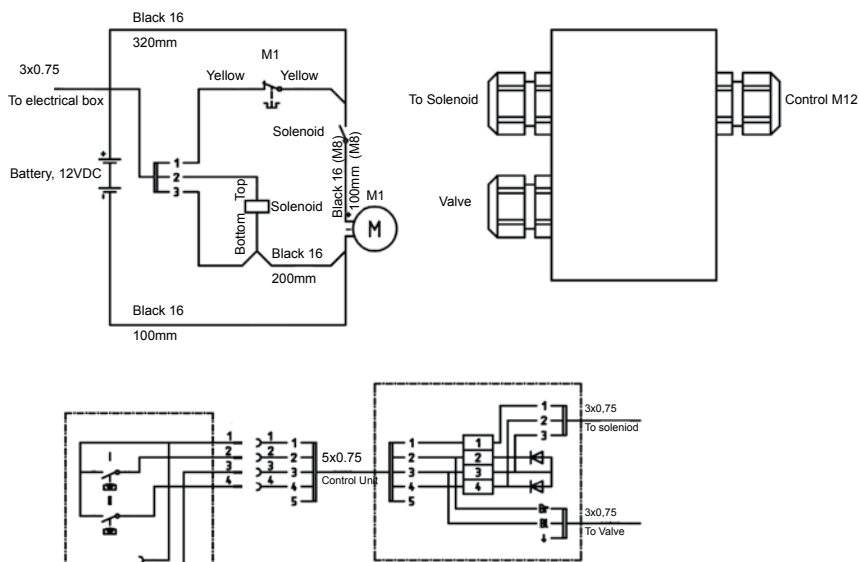 Black 16
320mm
3x0.75
To electrical box
M1
Yellow Yellow
Solenoid
Battery, 12VDC
+
-
1
2
3
Top
Bottom
Solenoid
Black 16 (M8)
100mm (M8)
M1
+
-
M
Black 16
200mm
Black 16
100mm
To Solenoid
Control M12
Valve
I
II
1
2
3
4
1
2
3
4
1
2
3
4
5
5x0.75
Control Unit
1
2
3
4
5
1
2
3
4
1
2
3
3x0,75
To soleniod
Br
Bl
3x0,75
To Valve